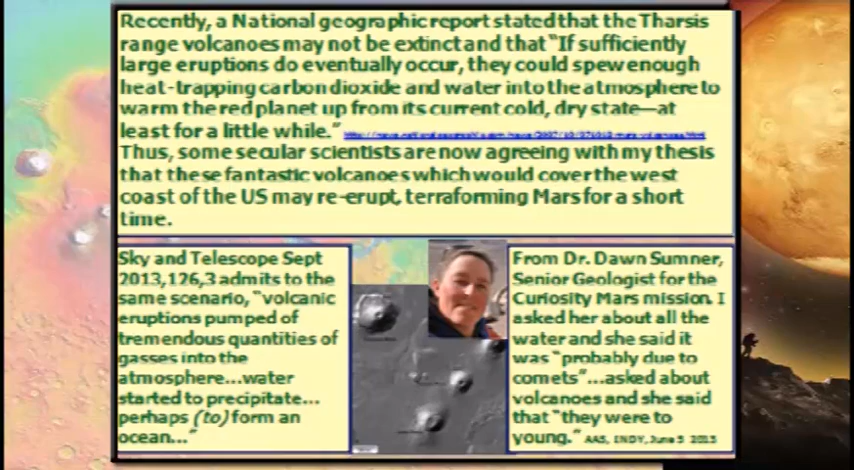 Recently, a National geographic report stated that the Tharsis
range volcanoes may not be extinct and that "If sufficiently
large eruptions do eventually occur, they could spew enough
heat-trapping carbon dioxide and water into the atmosphere to
warm the red planet up from its current cold, dry state—at
least for a little while."
Thus, some secular scientists are now agreeing with my thesis
that these fantastic volcanoes which would cover the west
coast of the US may re-erupt, terraforming Mars for a short
time.
Sky and Telescope Sept
2013,126,3 admits to the
same scenario, "volcanic
eruptions pumped of
tremendous quantities of
gasses into the
atmosphere...water
started to precipitate...
perhaps (to) form an
ocean..."
From Dr. Dawn Sumner,
Senior Geologist for the
Curiosity Mars mission. I
asked her about all the
water and she said it
was "probably due to
comets"...asked about
volcanoes and she said
that "they were to
young." AAS, INDY, June 5 2013